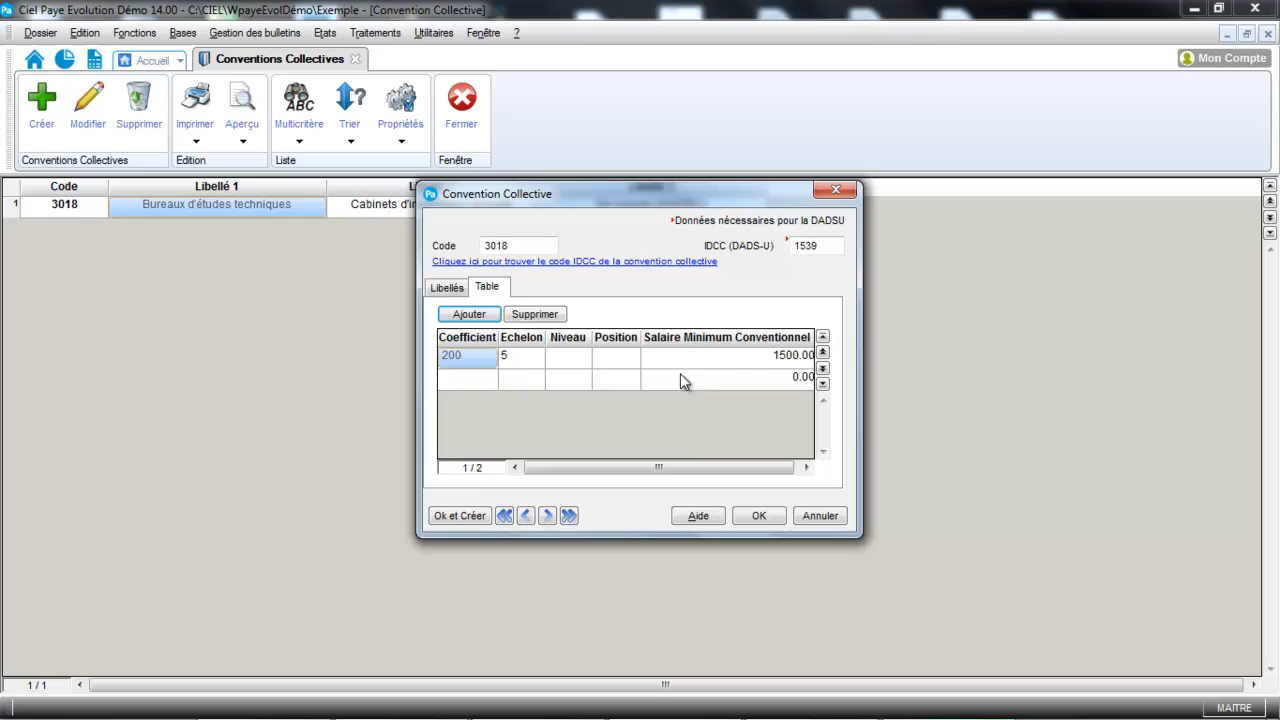 Ciel Paye Evolution Démo 14.00 - C:\CIEL\WpayeEvolDémo\Exemple - [Convention Collective]
Dossier Edition Fonctions Bases Gestion des bulletins Etats Traitements Utilitaires Fenêtre ?
Accueil Conventions Collectives Mon Compte
Créer Modifier Supprimer Imprimer Aperçu Multicritère Trier Propriétés Fermer
Conventions Collectives Edition Liste Fenêtre
Code Libellé 1
1 3018 Bureaux d'études techniques Cabinets d'in
Convention Collective
Données nécessaires pour la DADSU
Code 3018 IDCC (DADS-U) 1539
Cliquez ici pour trouver le code IDCC de la convention collective
Libellés Table
Ajouter Supprimer
Coefficient Echelon Niveau Position Salaire Minimum Conventionnel
200 5 1500.00
0.00
1 / 2
Ok et Créer Aide OK Annuler
1 / 1
MAITRE